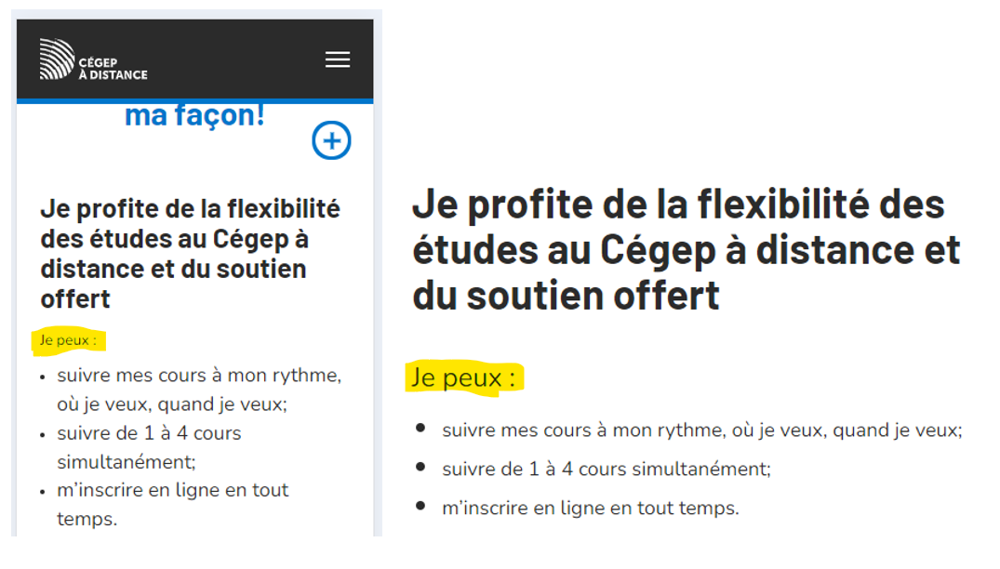 CÉGEP
À DISTANCE
ma façon!
Je profite de la flexibilité
des études au Cégep à
distance et du soutien
offert
Je peux :
• suivre mes cours à mon rythme,
où je veux, quand je veux;
• suivre de 1 à 4 cours
simultanément;
• m’inscrire en ligne en tout
temps.
Je profite de la flexibilité des
études au Cégep à distance et
du soutien offert
Je peux :
• suivre mes cours à mon rythme, où je veux, quand je veux;
• suivre de 1 à 4 cours simultanément;
• m’inscrire en ligne en tout temps.